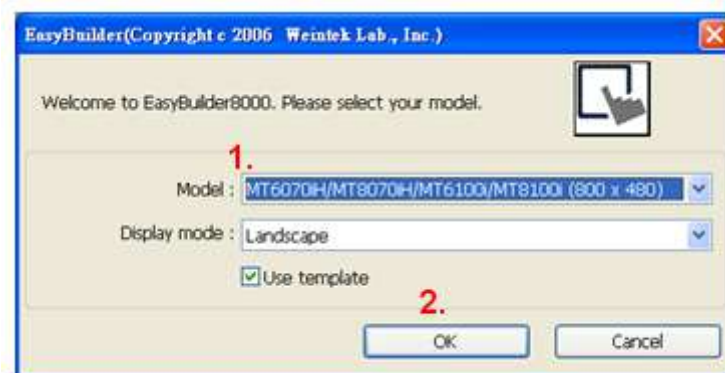 EasyBuilder(Copyright c 2006 Weintek Lab., Inc.)
Welcome to EasyBuilder8000. Please select your model.
1.
Model : MT6070iH/MT8070iH/MT6100i/MT8100i (800 x 480)
Display mode : Landscape
Use template
2.
OK Cancel